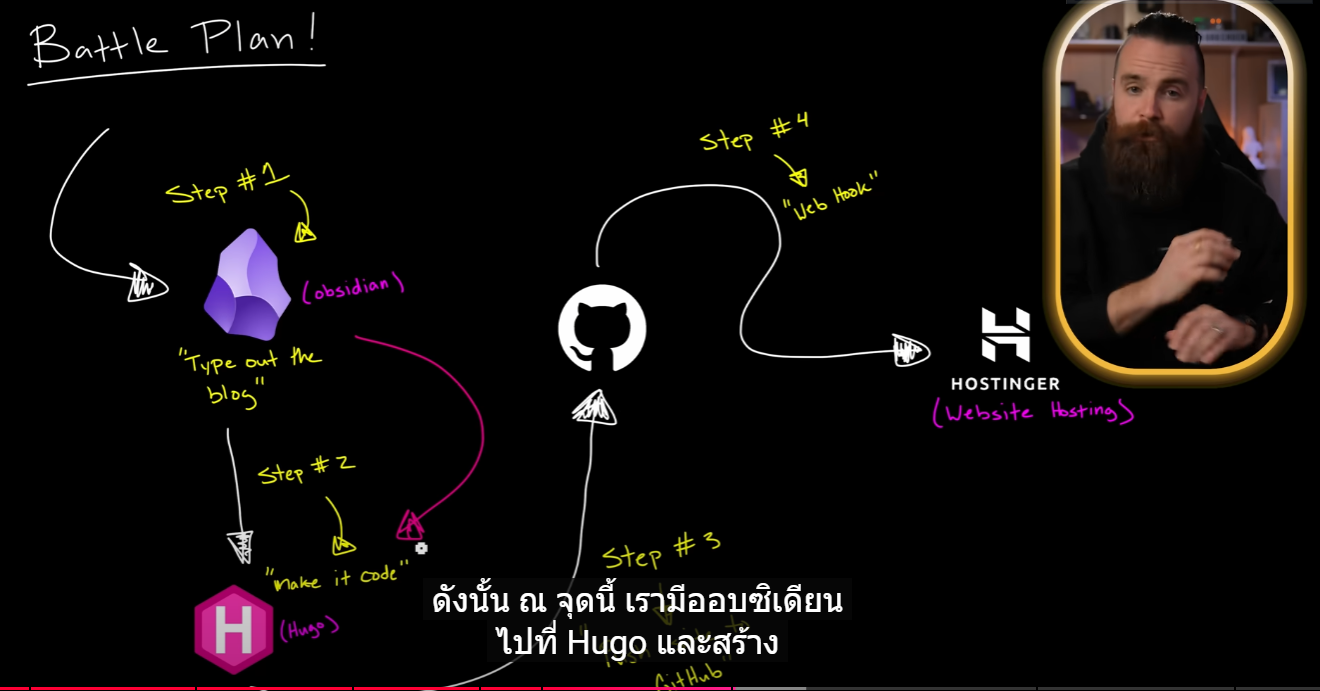 Battle Plan!
Step #1
(obsidian)
"Type out the
blog"
Step #2
"make it code"
H
(Hugo)
Step #3
GitHub"
Step #4
"Web Hook"
HOSTINGER
(Website Hosting)
ดังนั้น ณ จุดนี้ เรามีออบซิเดียน
ไปที่ Hugo และสร้าง